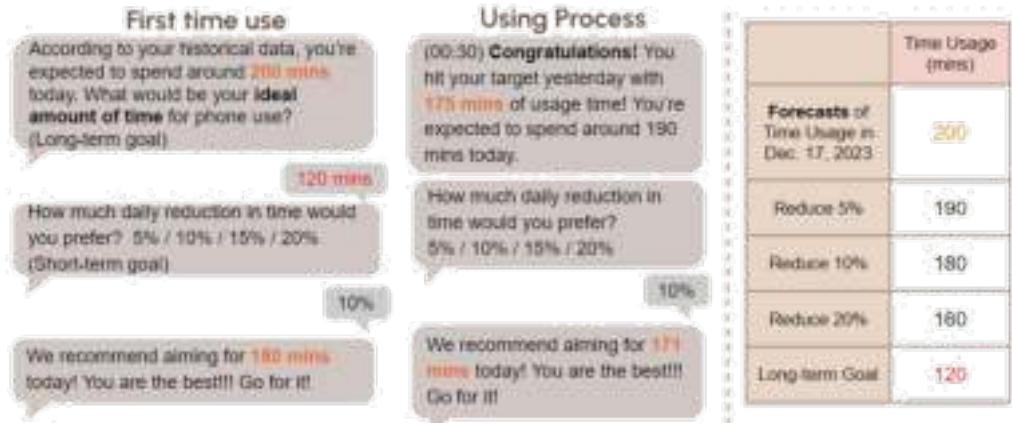 First time use
According to your historical data, you're
expected to spend around 200 mins
today. What would be your ideal
amount of time for phone use?
(Long-term goal)
120 mins
How much daily reduction in time would
you prefer? 5% / 10% / 15% / 20%
(Short-term goal)
10%
We recommend aiming for 180 mins
today! You are the best!!! Go for it!
Using Process
(00:30) Congratulations! You
hit your target yesterday with
175 mins of usage time! You're
expected to spend around 190
mins today.
How much daily reduction in
time would you prefer?
5% / 10% / 15% / 20%
10%
We recommend aiming for 171
mins today! You are the best!!!
Go for it!
Time Usage
(mins)
Forecasts of
Time Usage in
Dec. 17, 2023
200
Reduce 5%
190
Reduce 10%
180
Reduce 20%
160
Long-term Goal
120